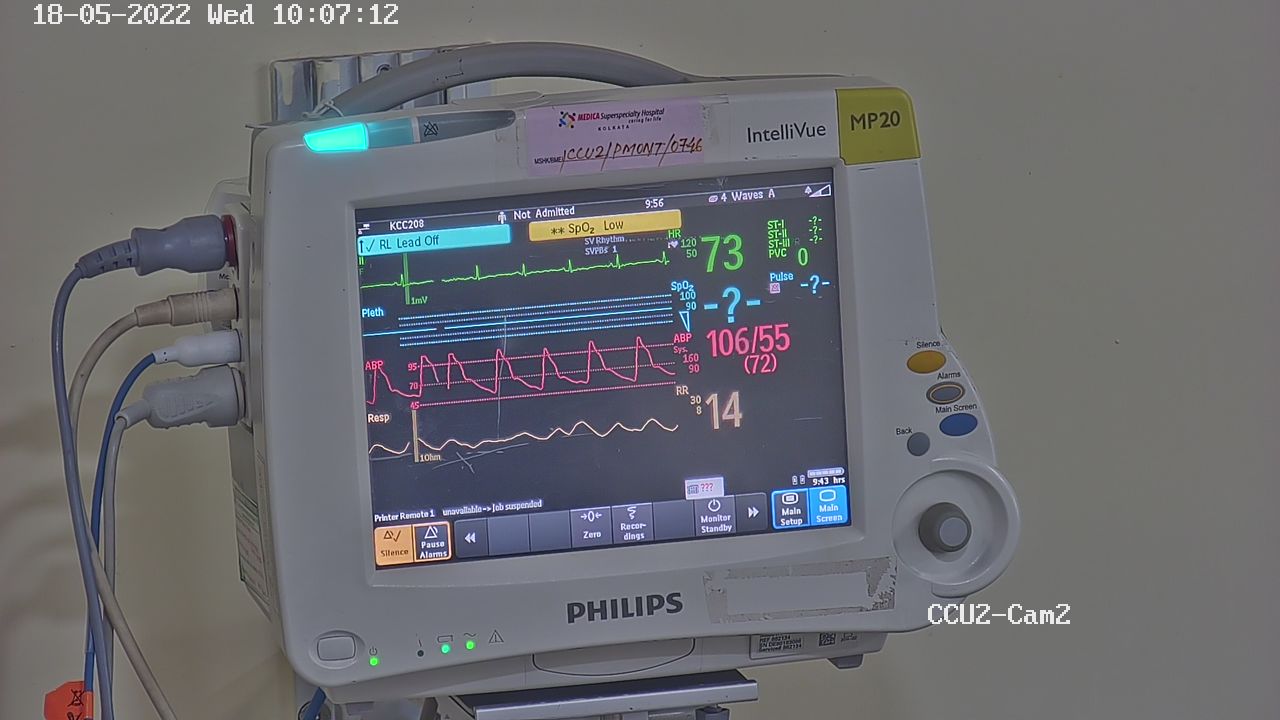 18-05-2022 Wed 10:07:12
MEDICA Superspecialty Hospital
caring for life
KOLKATA
MSHK/BME/CCU2/PMONT/0746
IntelliVue
MP20
KCC208
Not Admitted
9:56
4 Waves A
RL Lead Off
** SpO₂ Low
SV Rhythm
SVPBs 1
II
1mV
HR
120
50
73
ST-I -?-
ST-II -?-
ST-III -?-
PVC 0
Pleth
SpO₂
100
90
-?-
Pulse
-?-
ABP
95
70
45
ABP
Sys.
160
90
106/55
(72)
Resp
10hm
RR
30
8
14
???
9:43 hrs
Printer Remote 1 unavailable-> Job suspended
Silence
Pause Alarms
Zero
Recor-
dings
Monitor
Standby
Main
Setup
Main
Screen
Silence
Alarms
Main Screen
Back
PHILIPS
CCU2-Cam2